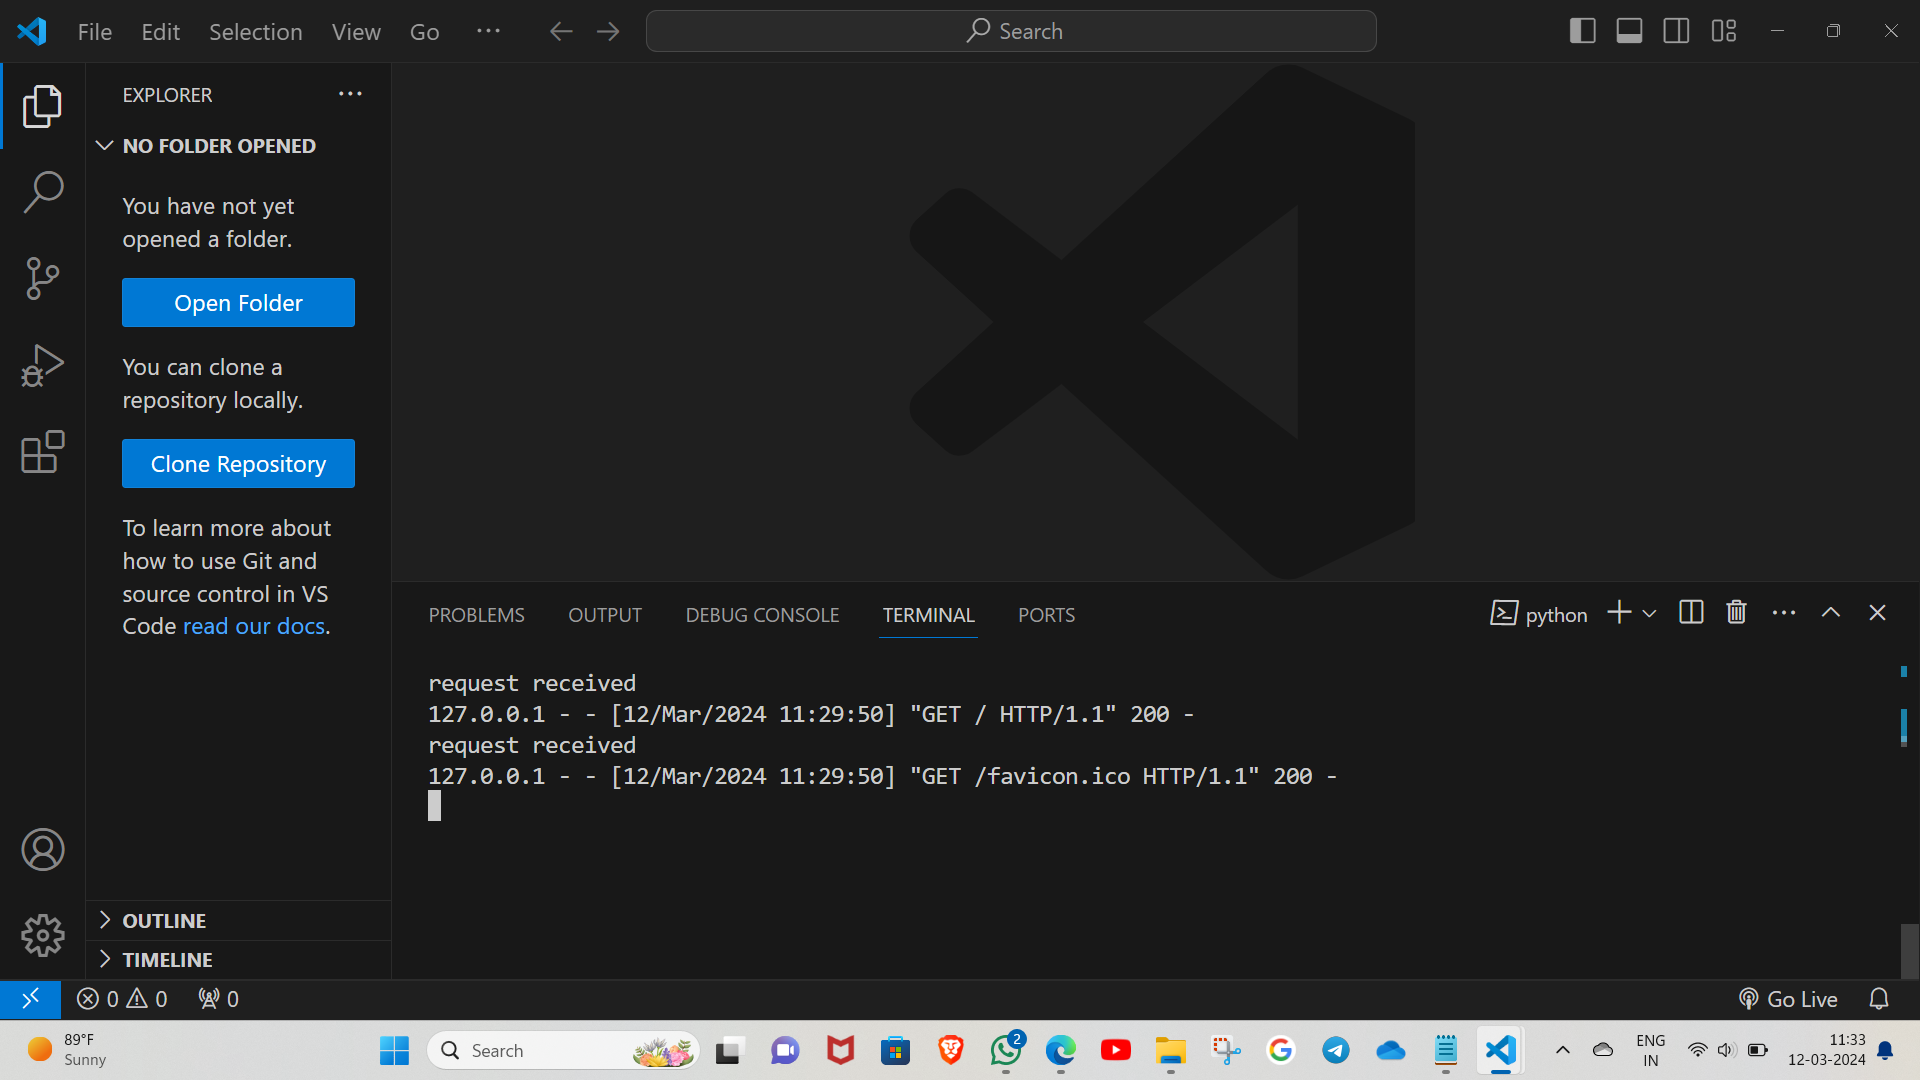 File Edit Selection View Go ··· Search
EXPLORER ···
NO FOLDER OPENED
You have not yet
opened a folder.
Open Folder
You can clone a
repository locally.
Clone Repository
To learn more about
how to use Git and
source control in VS
Code read our docs.
OUTLINE
TIMELINE
PROBLEMS OUTPUT DEBUG CONSOLE TERMINAL PORTS python
request received
127.0.0.1 - - [12/Mar/2024 11:29:50] "GET / HTTP/1.1" 200 -
request received
127.0.0.1 - - [12/Mar/2024 11:29:50] "GET /favicon.ico HTTP/1.1" 200 -
0 0 0 Go Live
89°F
Sunny
Search
2
ENG
IN
11:33
12-03-2024